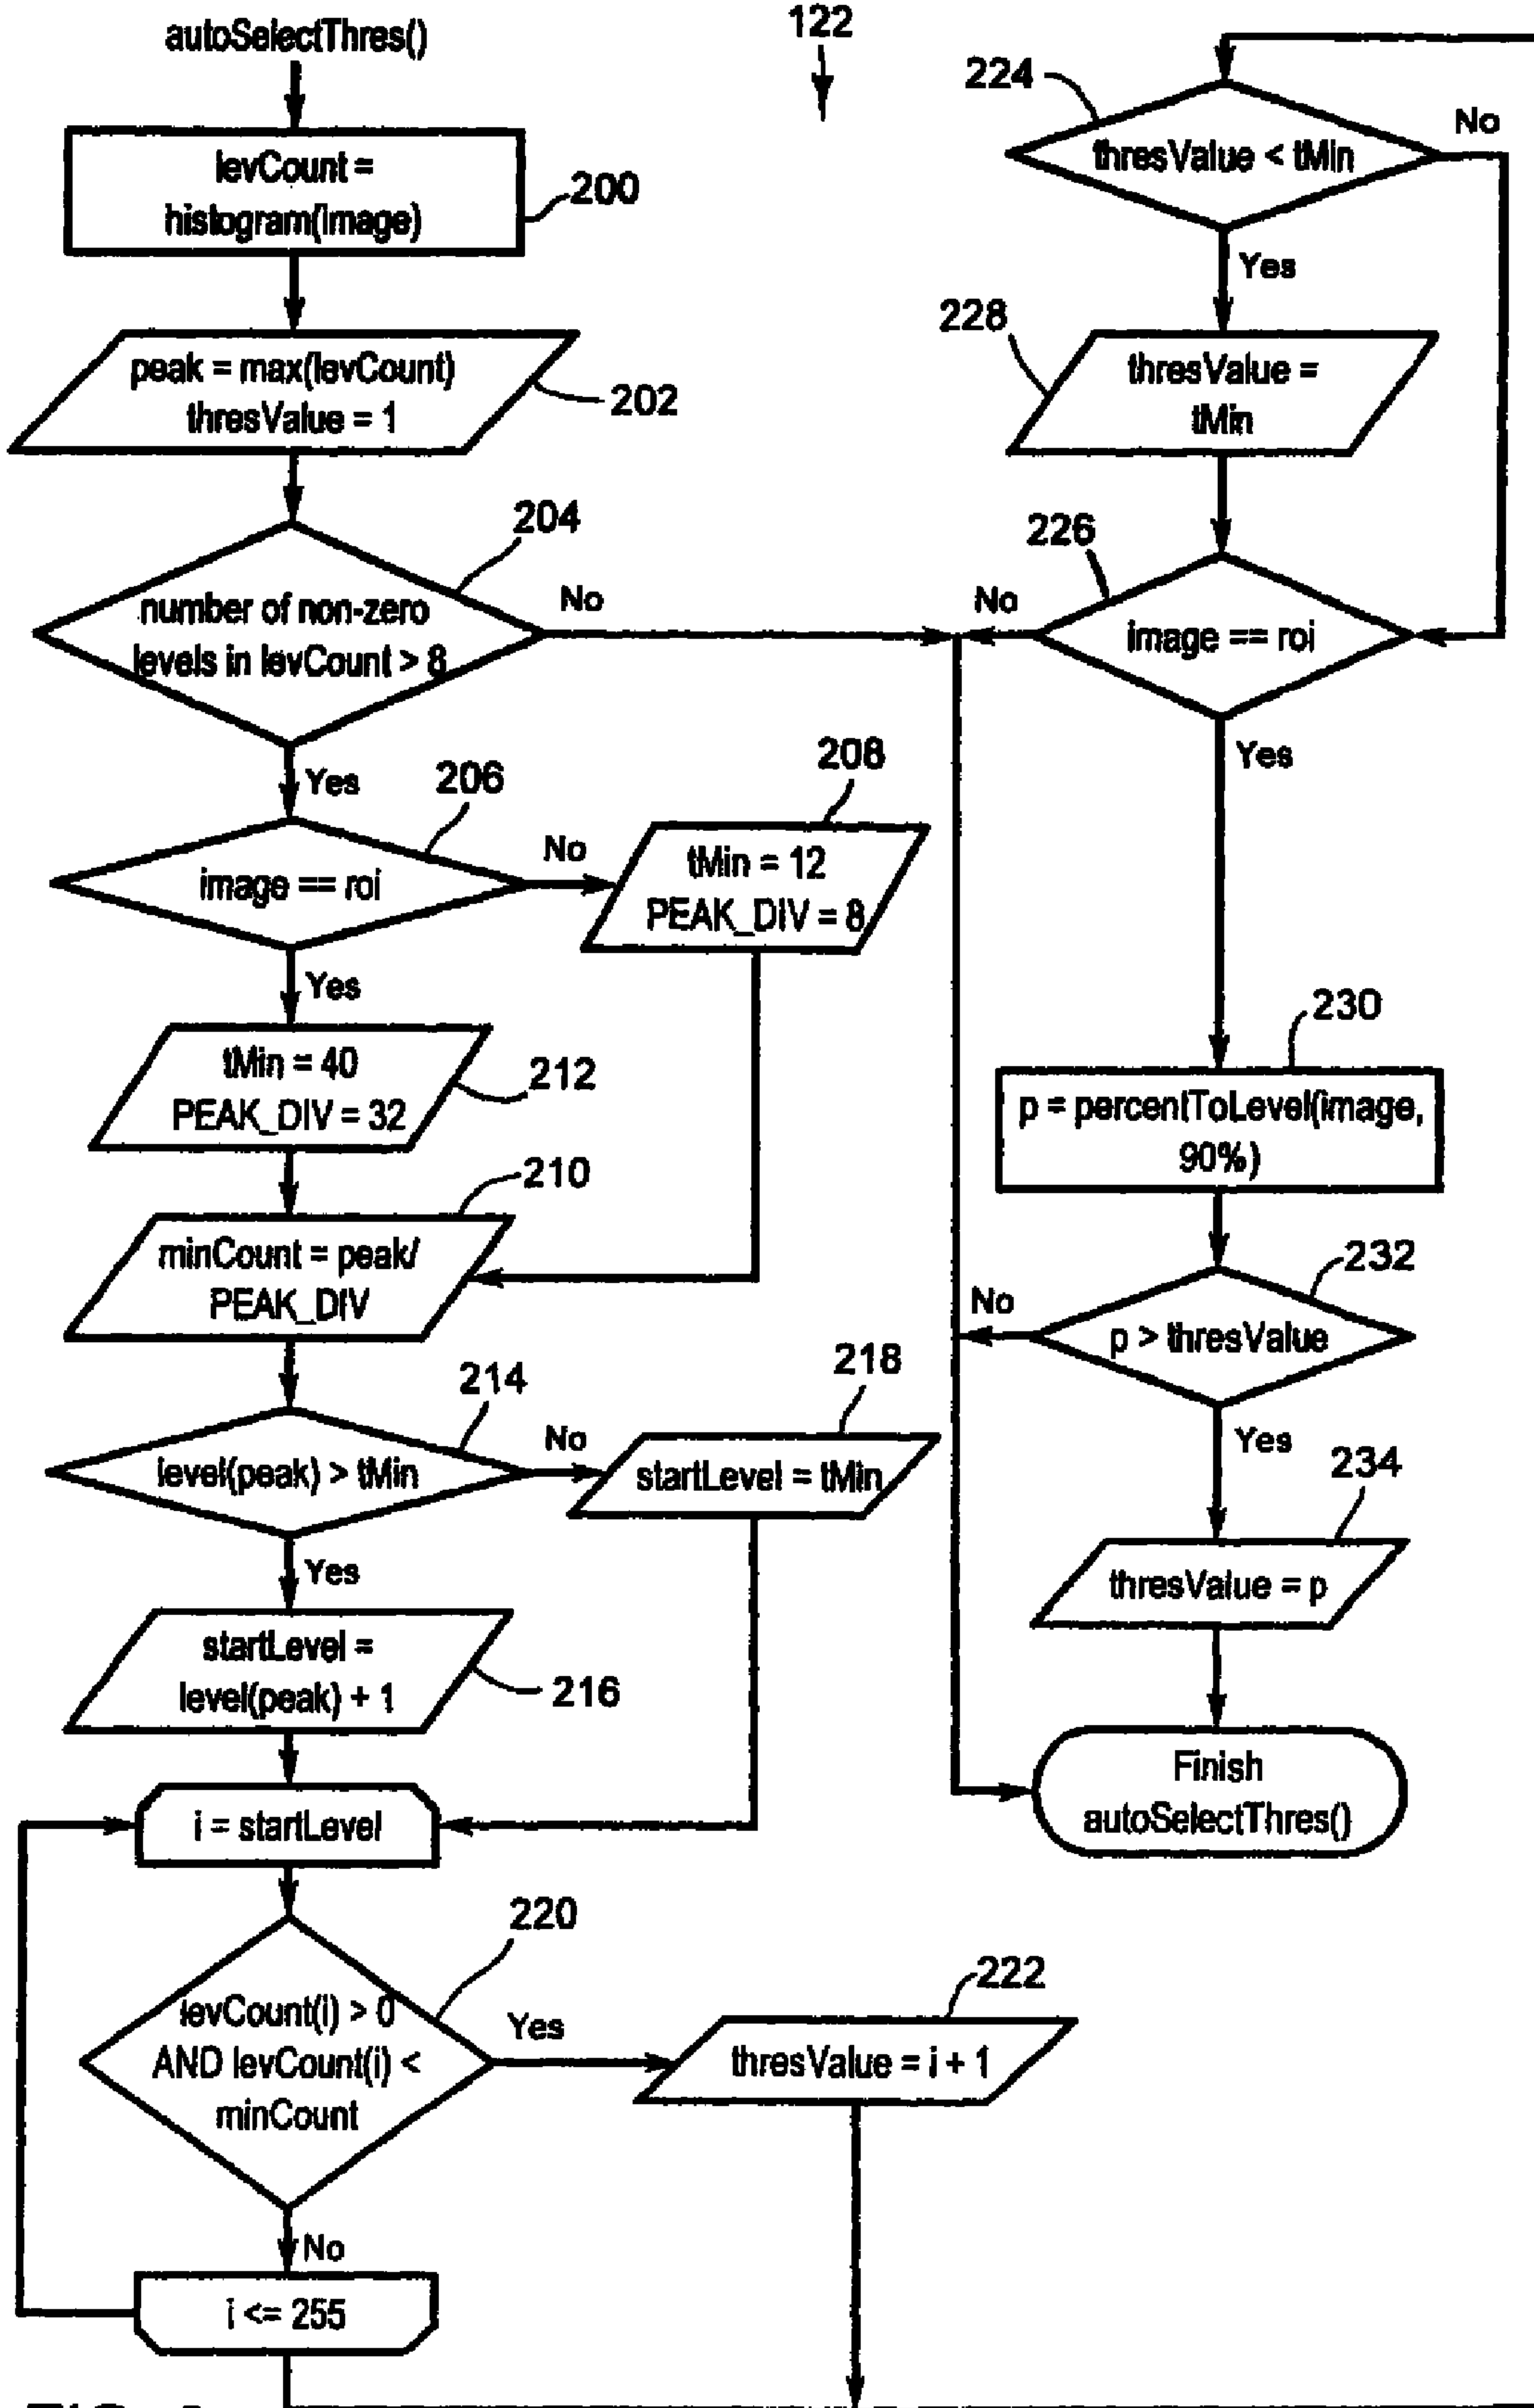 autoSelectThres()
122
levCount =
histogram(image)
200
peak = max(levCount)
thresValue = 1
202
number of non-zero
levels in levCount > 8
204
No
Yes
image == roi
206
No
tMin = 12
PEAK_DIV = 8
208
Yes
tMin = 40
PEAK_DIV = 32
212
minCount = peak/
PEAK_DIV
210
level(peak) > tMin
214
No
startLevel = tMin
218
Yes
startLevel =
level(peak) + 1
216
i = startLevel
levCount(i) > 0
AND levCount(i) <
minCount
220
Yes
thresValue = i + 1
222
No
i <= 255
224
thresValue < tMin
No
Yes
228
thresValue =
tMin
226
image == roi
No
Yes
230
p = percentToLevel(image,
90%)
232
p > thresValue
No
Yes
234
thresValue = p
Finish
autoSelectThres()